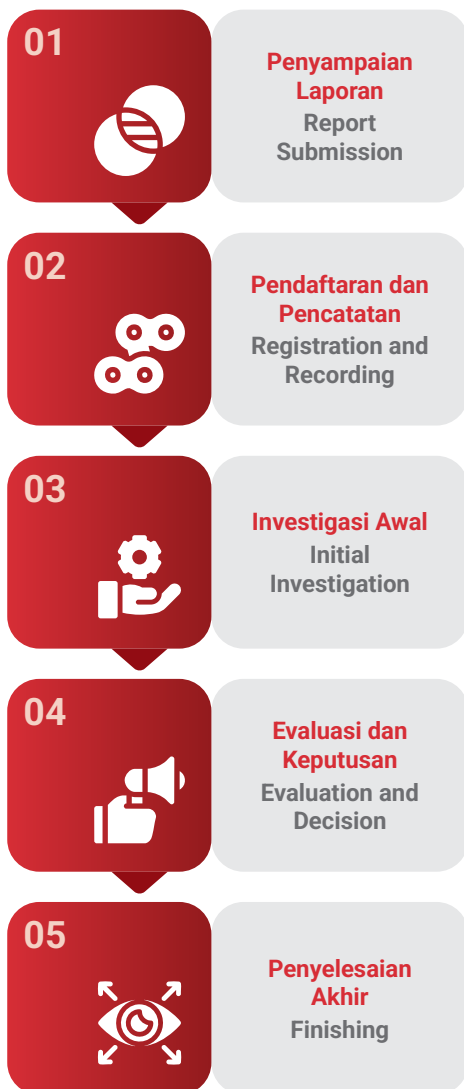 01
Penyampaian
Laporan
Report
Submission
02
Pendaftaran dan
Pencatatan
Registration and
Recording
03
Investigasi Awal
Initial
Investigation
04
Evaluasi dan
Keputusan
Evaluation and
Decision
05
Penyelesaian
Akhir
Finishing